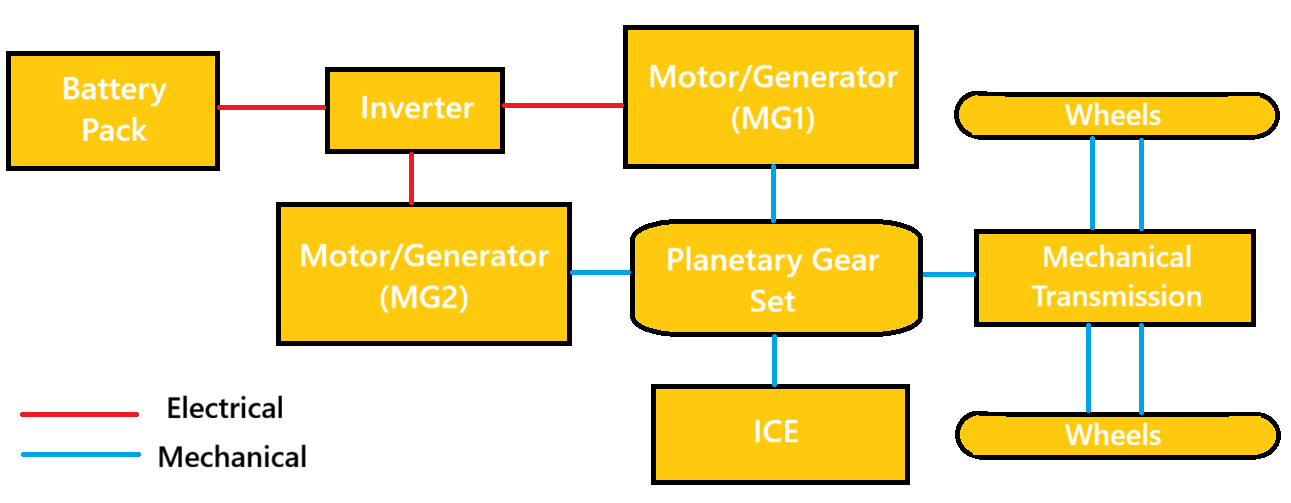 Battery
Pack
Inverter
Motor/Generator
(MG1)
Wheels
Motor/Generator
(MG2)
Planetary Gear
Set
Mechanical
Transmission
ICE
Wheels
Electrical
Mechanical